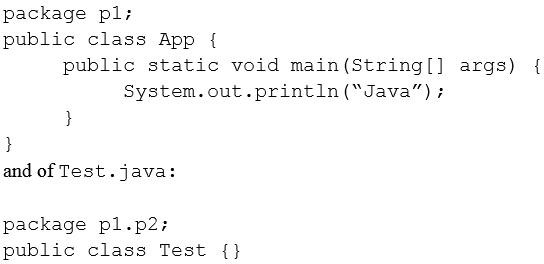 package p1;
public class App {
public static void main(String[] args) {
System.out.println(“Java”);
}
}
and of Test.java:
package p1.p2;
public class Test {}